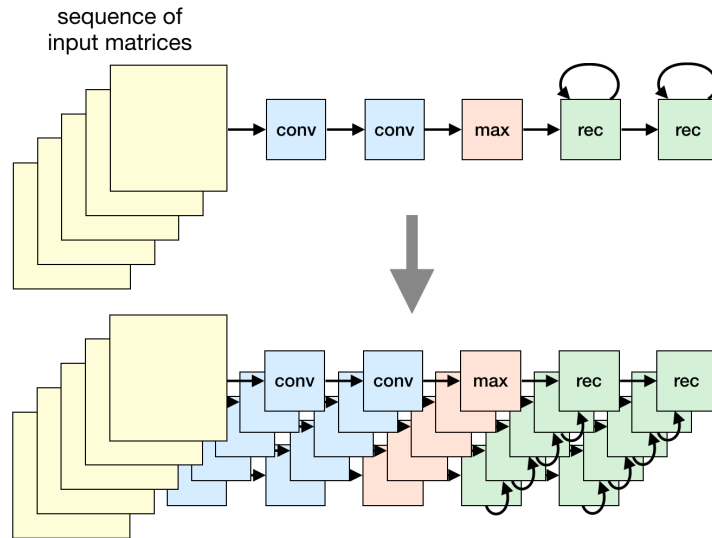 sequence of
input matrices
conv conv max rec rec
conv conv max rec rec